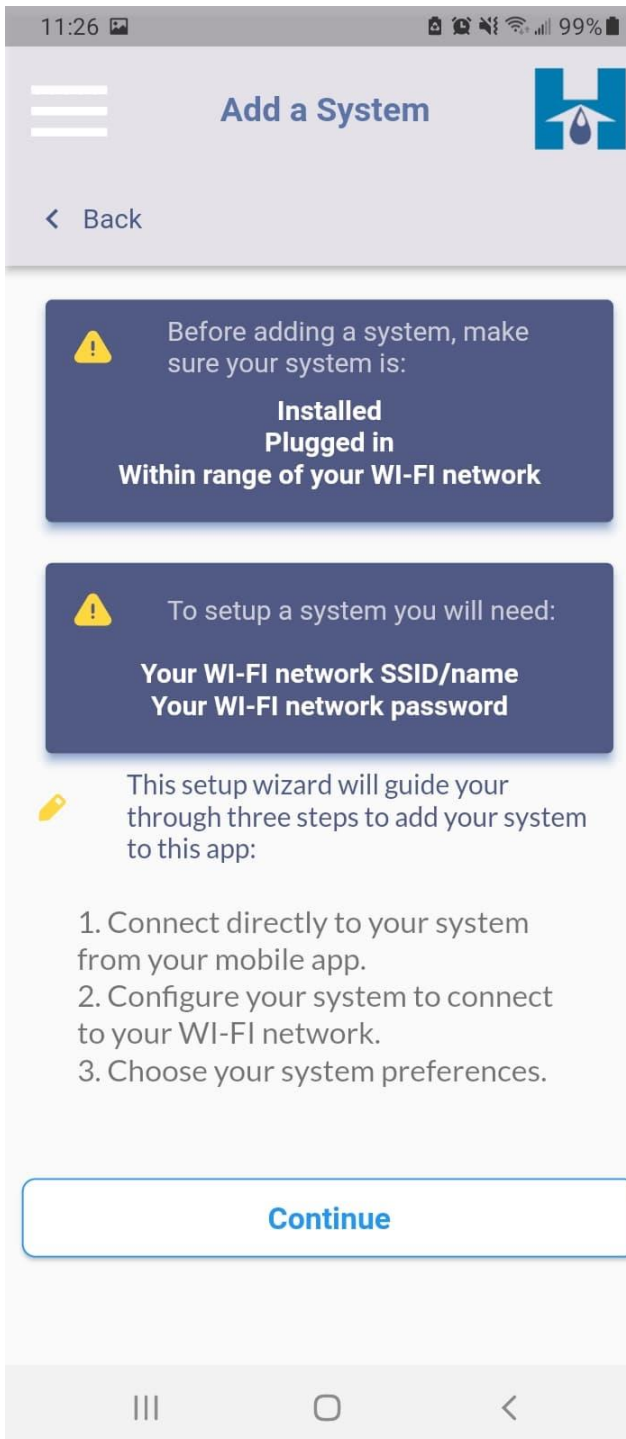 11:26 99%
Add a System
Back
Before adding a system, make
sure your system is:
Installed
Plugged in
Within range of your WI-FI network
To setup a system you will need:
Your WI-FI network SSID/name
Your WI-FI network password
This setup wizard will guide your
through three steps to add your system
to this app:
1. Connect directly to your system
from your mobile app.
2. Configure your system to connect
to your WI-FI network.
3. Choose your system preferences.
Continue